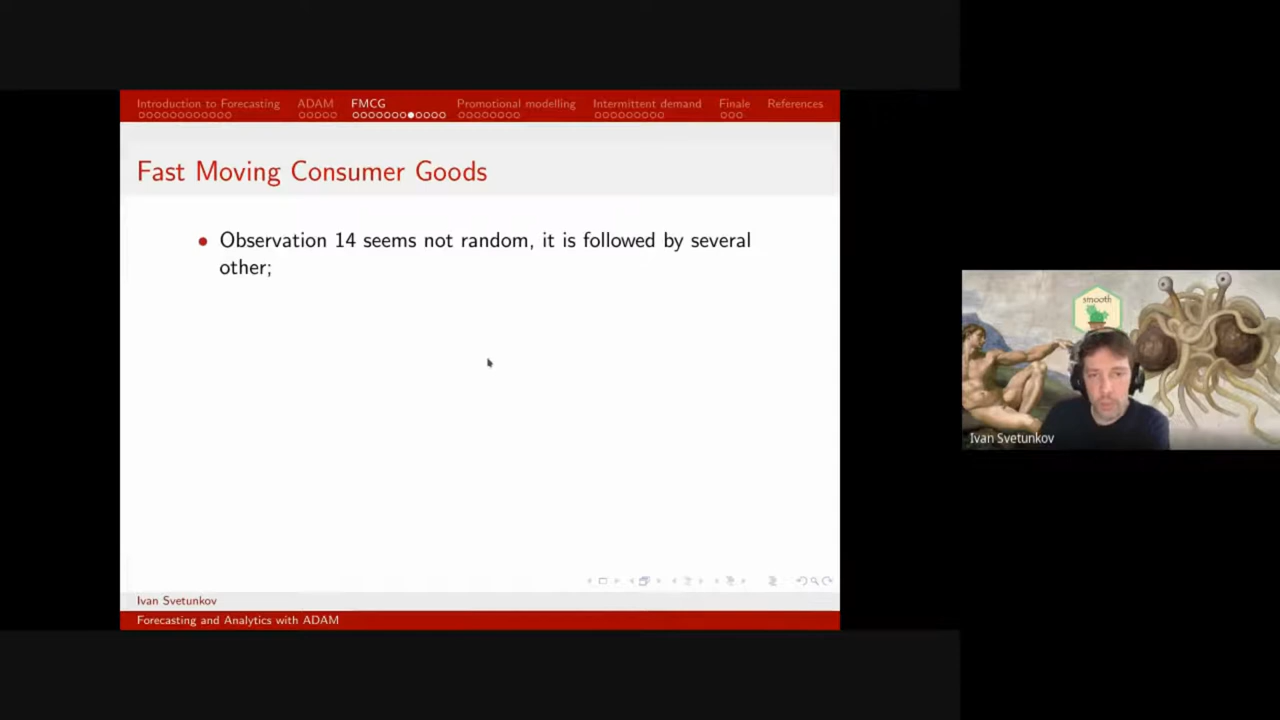 Introduction to Forecasting ADAM FMCG Promotional modelling Intermittent demand Finale References
Fast Moving Consumer Goods
Observation 14 seems not random, it is followed by several
other;
Ivan Svetunkov
Forecasting and Analytics with ADAM
smooth
Ivan Svetunkov